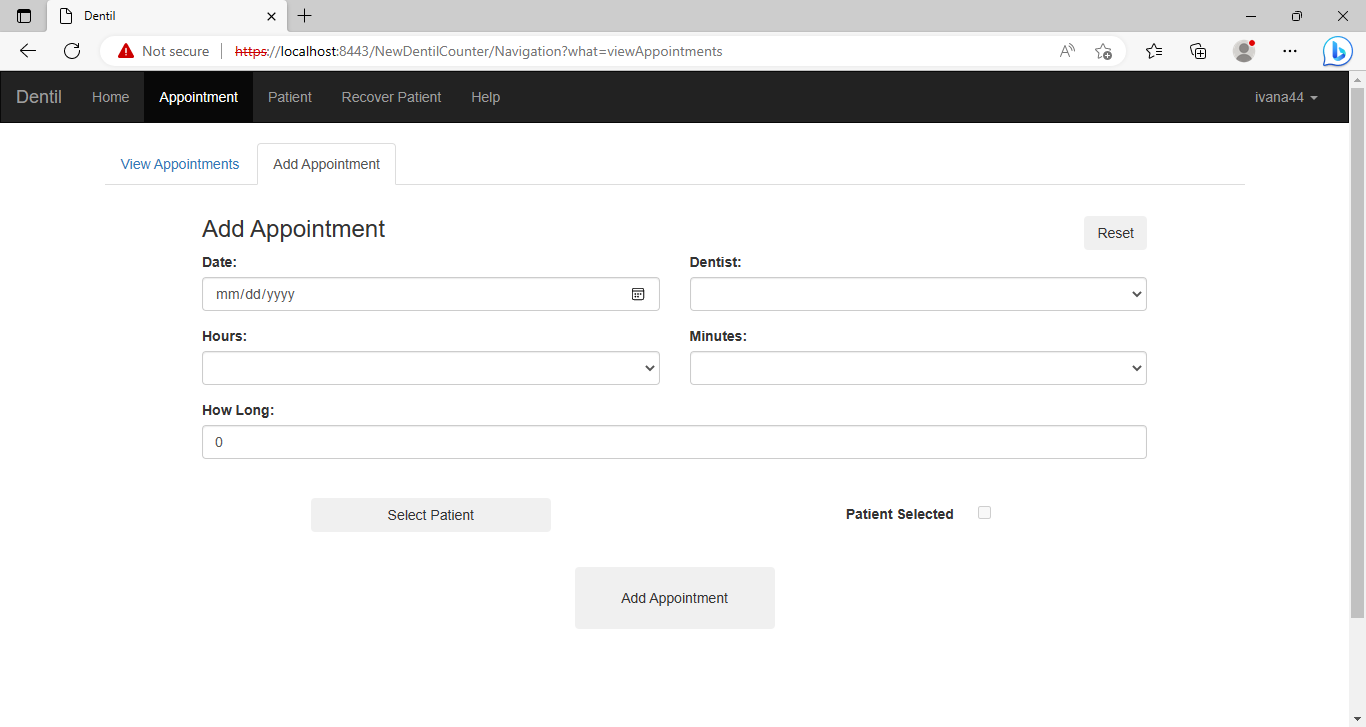 Dentil
Not secure https://localhost:8443/NewDentilCounter/Navigation?what=viewAppointments
Dentil Home Appointment Patient Recover Patient Help ivana44
View Appointments Add Appointment
Add Appointment Reset
Date: Dentist:
mm/dd/yyyy
Hours: Minutes:
How Long:
0
Select Patient Patient Selected
Add Appointment